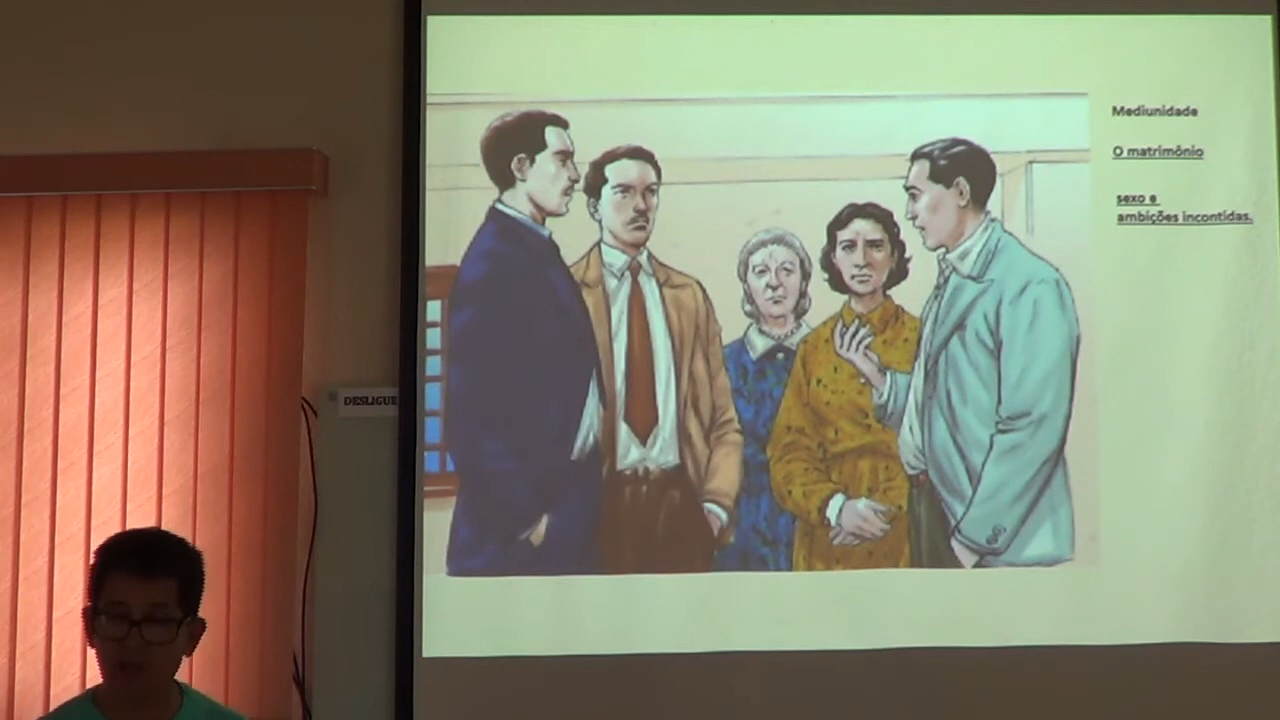 Mediunidade
O matrimônio
sexo e
ambições incontidas.
DESLIGUE